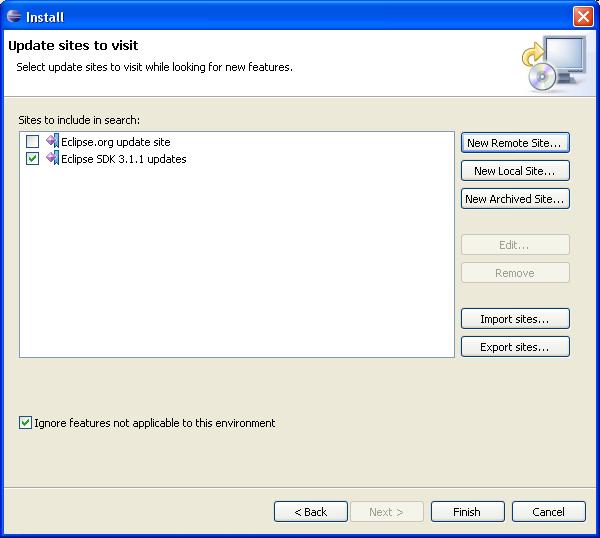 Install
Update sites to visit
Select update sites to visit while looking for new features.
Sites to include in search:
Eclipse.org update site
Eclipse SDK 3.1.1 updates
New Remote Site...
New Local Site...
New Archived Site...
Edit...
Remove
Import sites...
Export sites...
Ignore features not applicable to this environment
< Back
Next >
Finish
Cancel